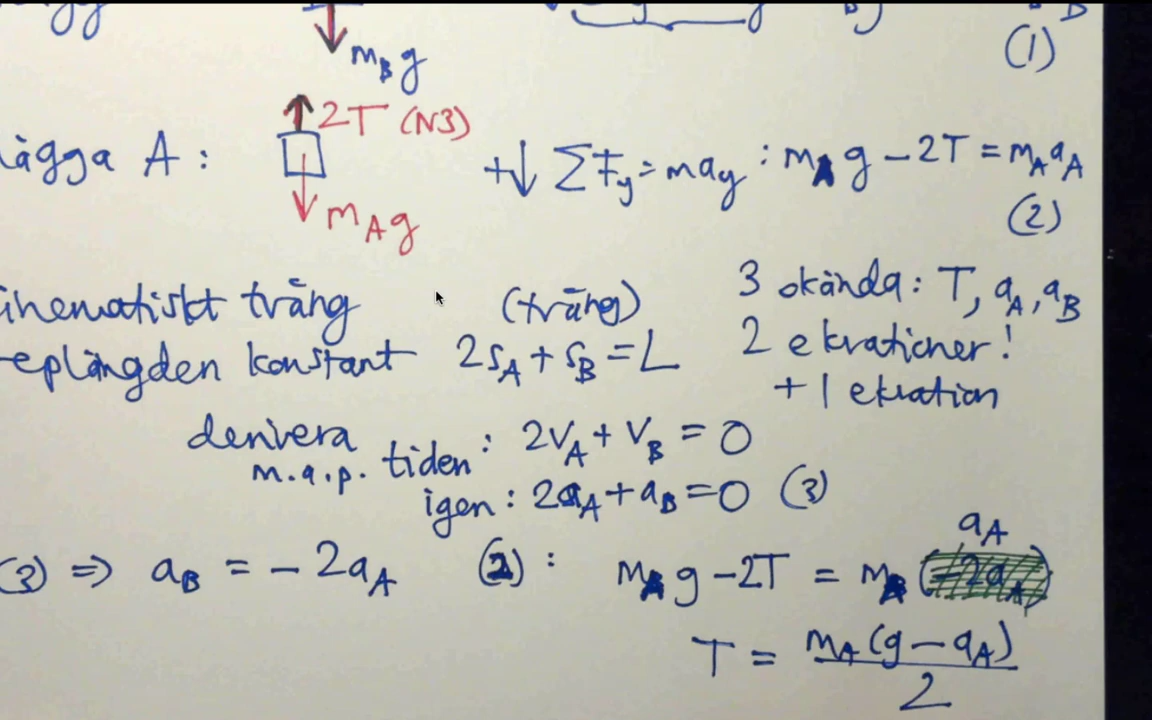 m_B g
(1)
2T (N3)
lägga A :
+↓ ΣF_y = ma_y : m_A g - 2T = m_A a_A
(2)
m_A g
inematiskt tvång (tvång)
3 okända : T, a_A, a_B
eplängden konstant 2s_A + s_B = L
2 ekvationer !
+ 1 ekvation
derivera
m.a.p. tiden : 2v_A + v_B = 0
igen : 2a_A + a_B = 0 (3)
a_A
(3) ⇒ a_B = - 2a_A (2) : m_A g - 2T = m_A
T = m_A (g - a_A) / 2